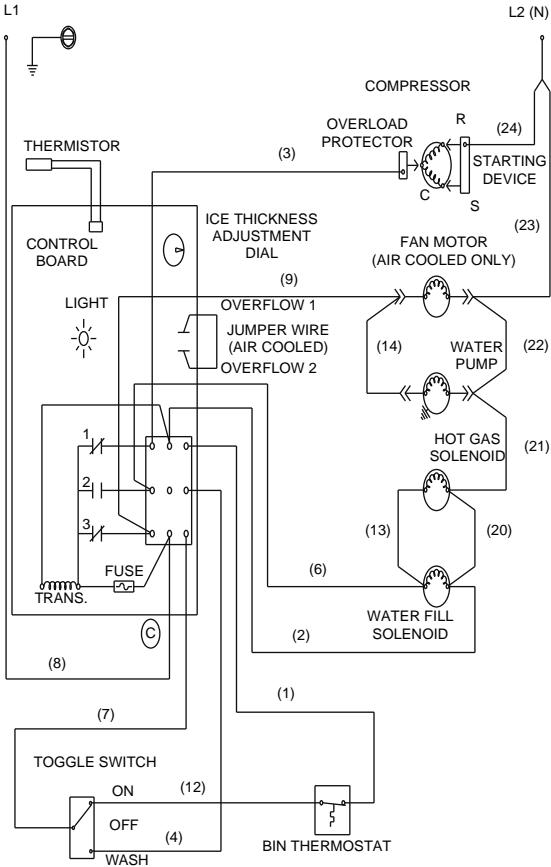 L1
L2 (N)
COMPRESSOR
R
(24)
OVERLOAD
PROTECTOR
(3)
STARTING
DEVICE
C
S
THERMISTOR
(23)
ICE THICKNESS
ADJUSTMENT
DIAL
CONTROL
BOARD
FAN MOTOR
(AIR COOLED ONLY)
(9)
LIGHT
OVERFLOW 1
JUMPER WIRE
(AIR COOLED)
OVERFLOW 2
(14)
WATER
PUMP
(22)
1
HOT GAS
SOLENOID
(21)
2
3
(13)
(20)
FUSE
(6)
TRANS.
WATER FILL
SOLENOID
C
(2)
(8)
(1)
(7)
TOGGLE SWITCH
ON
(12)
OFF
(4)
BIN THERMOSTAT
WASH